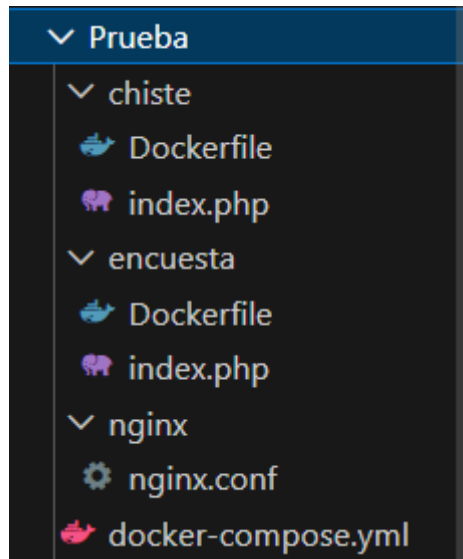 Prueba
chiste
Dockerfile
index.php
encuesta
Dockerfile
index.php
nginx
nginx.conf
docker-compose.yml